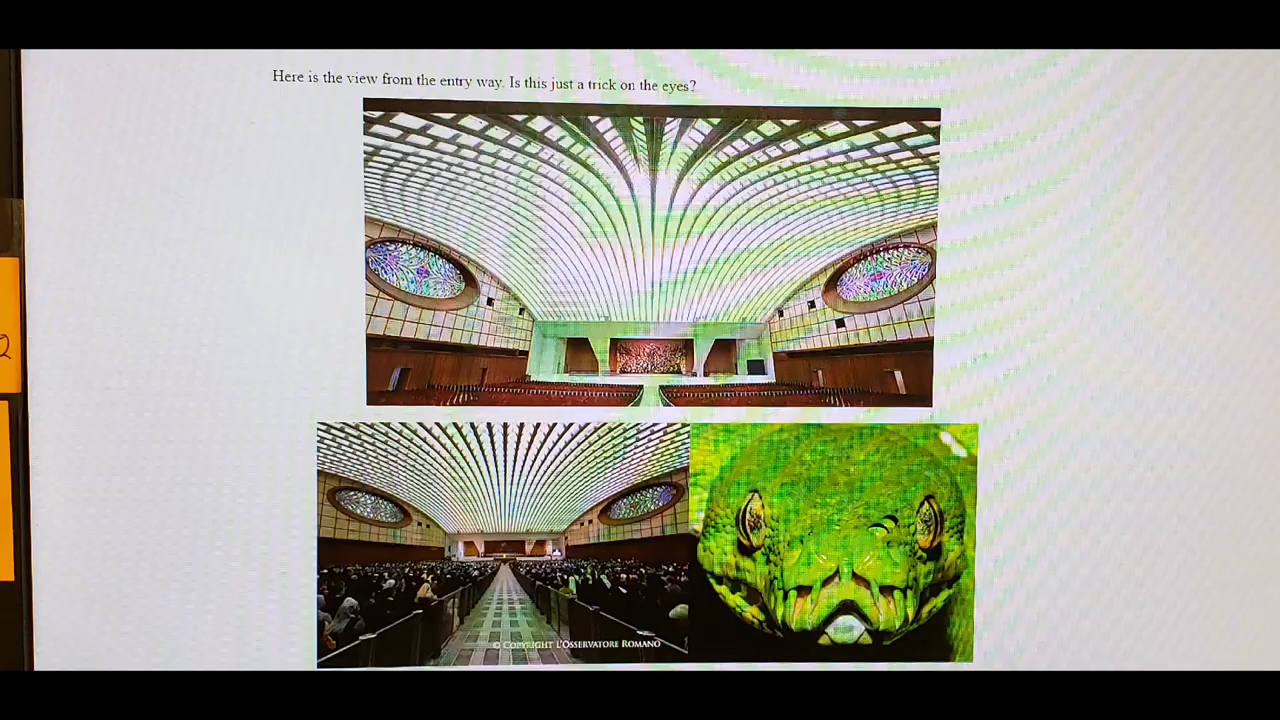 Here is the view from the entry way. Is this just a trick on the eyes?
© COPYRIGHT L'OSSERVATORE ROMANO